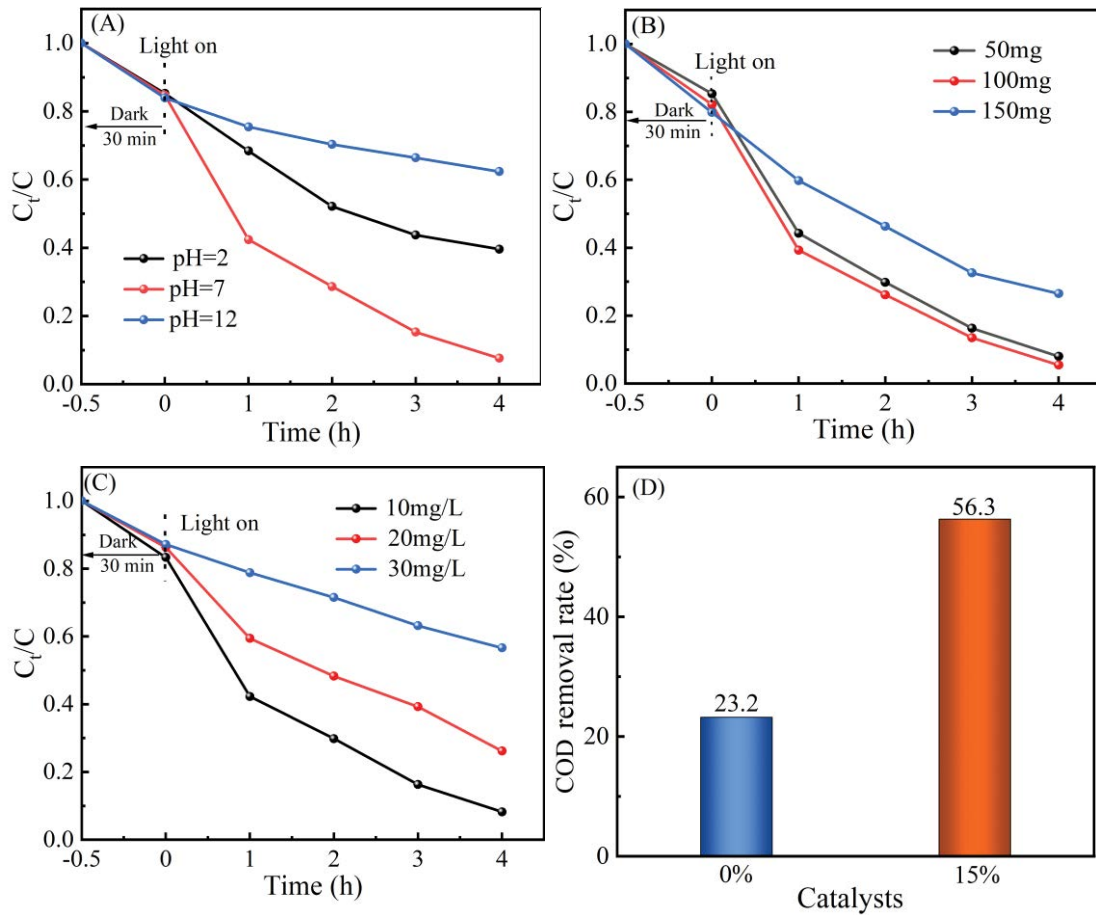 (A)
Light on
Dark
30 min
pH=2
pH=7
pH=12
1.0
0.8
0.6
0.4
0.2
0.0
-0.5
0
1
2
3
4
Ct/C
Time (h)
(B)
Light on
Dark
30 min
50mg
100mg
150mg
1.0
0.8
0.6
0.4
0.2
0.0
-0.5
0
1
2
3
4
Ct/C
Time (h)
(C)
Light on
Dark
30 min
10mg/L
20mg/L
30mg/L
1.0
0.8
0.6
0.4
0.2
0.0
-0.5
0
1
2
3
4
Ct/C
Time (h)
(D)
56.3
23.2
60
40
20
0
0%
15%
COD removal rate (%)
Catalysts